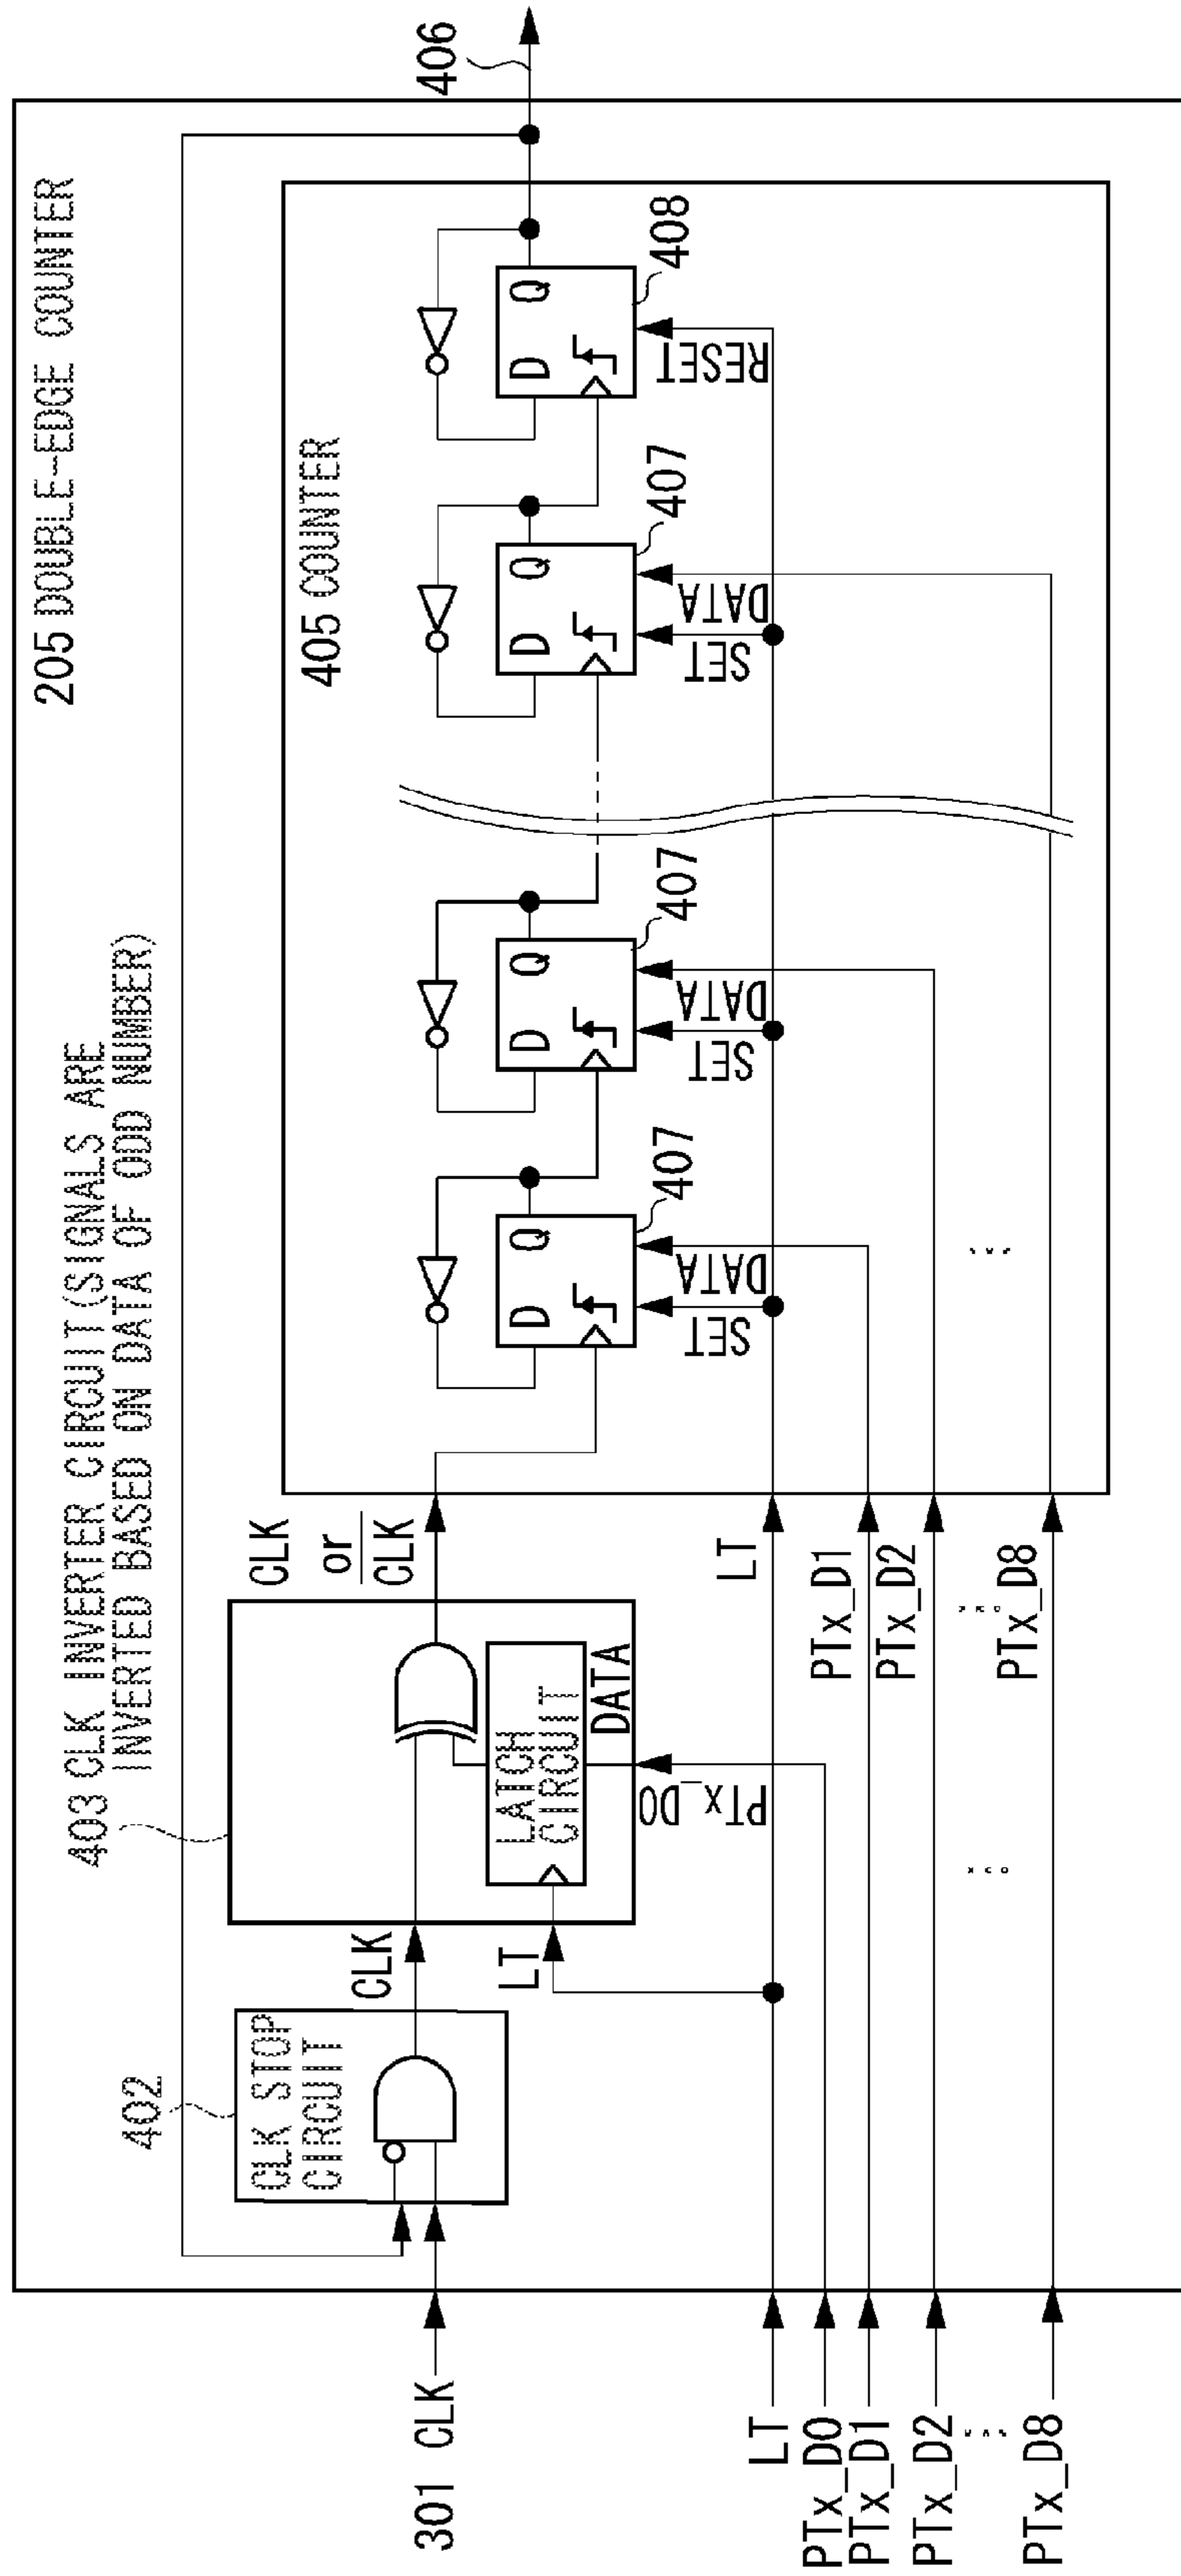 205 DOUBLE-EDGE COUNTER
403 CLK INVERTER CIRCUIT(SIGNALS ARE
INVERTED BASED ON DATA OF ODD NUMBER)
402
CLK STOP
CIRCUIT
301 CLK
CLK
LT
LATCH
CIRCUIT
DATA
PTx_D0
CLK
or
CLK
405 COUNTER
D Q
SET
DATA
407
D Q
SET
DATA
407
D Q
SET
DATA
407
D Q
RESET
408
406
LT
PTx_D0
PTx_D1
PTx_D2
PTx_D8
LT
PTx_D1
PTx_D2
PTx_D8